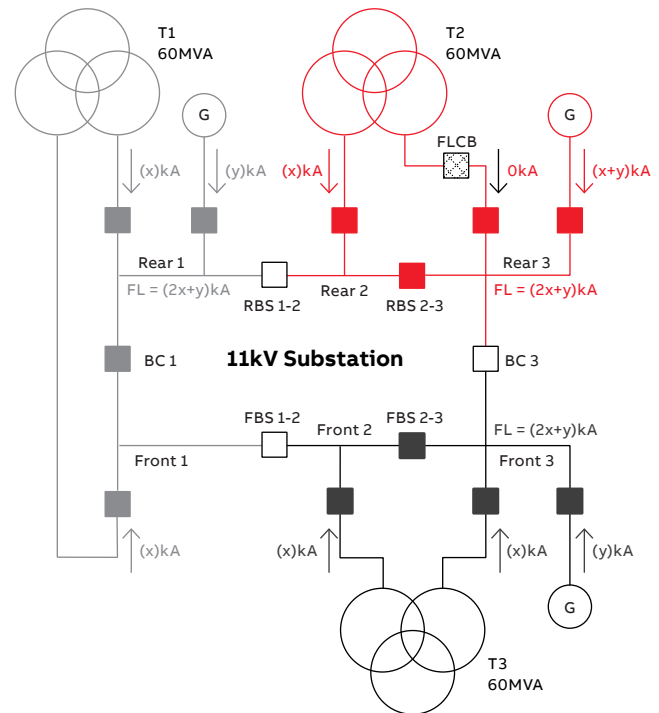 T1
60MVA
T2
60MVA
G
G
FLCB
(x)kA
(y)kA
(x)kA
0kA
(x+y)kA
Rear 1
FL = (2x+y)kA
Rear 2
Rear 3
FL = (2x+y)kA
RBS 1-2
RBS 2-3
BC 1
11kV Substation
BC 3
FBS 1-2
FBS 2-3
Front 1
Front 2
FL = (2x+y)kA
Front 3
(x)kA
(x)kA
(x)kA
(y)kA
G
T3
60MVA